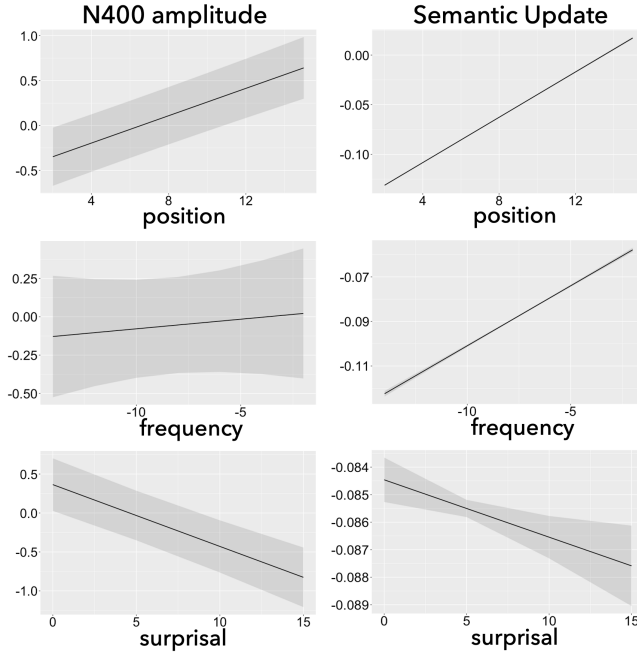 N400 amplitude
1.0
0.5
0.0
-0.5
4 8 12
position
Semantic Update
0.00
-0.05
-0.10
4 8 12
position
0.25
0.00
-0.25
-0.50
-10 -5
frequency
-0.07
-0.09
-0.11
-10 -5
frequency
0.5
0.0
-0.5
-1.0
0 5 10 15
surprisal
-0.084
-0.085
-0.086
-0.087
-0.088
-0.089
0 5 10 15
surprisal